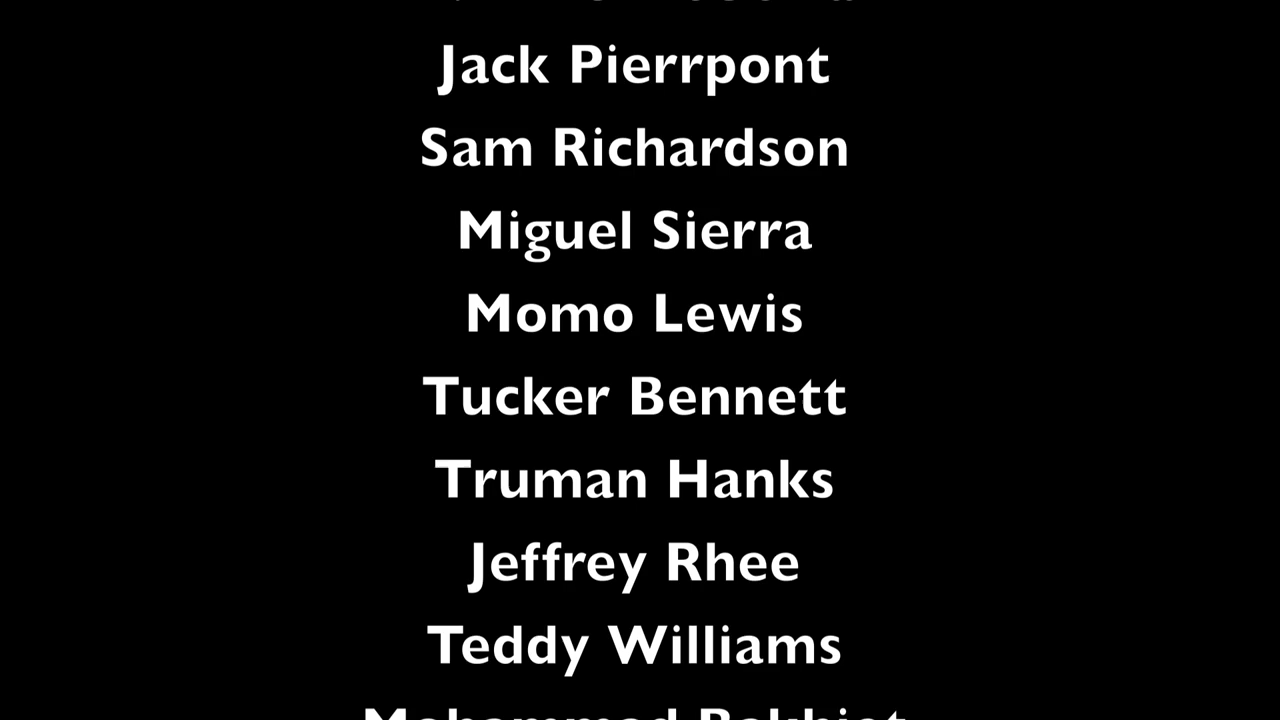 Jack Pierrpont
Sam Richardson
Miguel Sierra
Momo Lewis
Tucker Bennett
Truman Hanks
Jeffrey Rhee
Teddy Williams